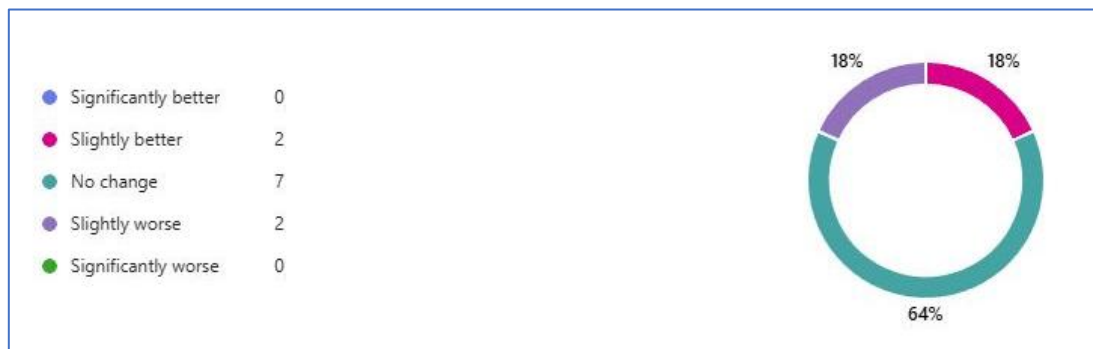 Significantly better 0
Slightly better 2
No change 7
Slightly worse 2
Significantly worse 0
18% 18%
64%